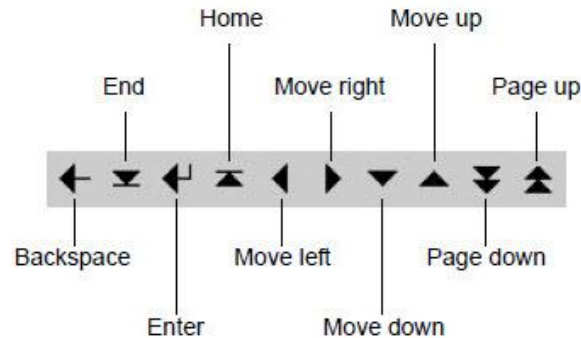 Home
Move up
End
Move right
Page up
Backspace
Move left
Page down
Enter
Move down